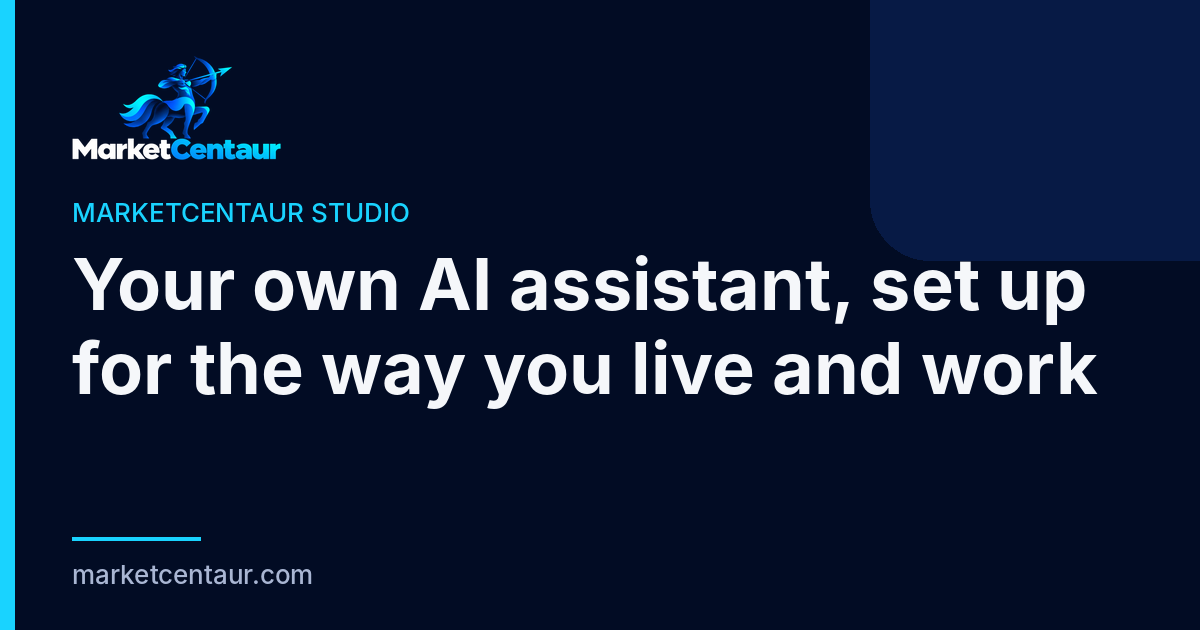 MarketCentaur
MARKETCENTAUR STUDIO
Your own AI assistant, set up
for the way you live and work
marketcentaur.com